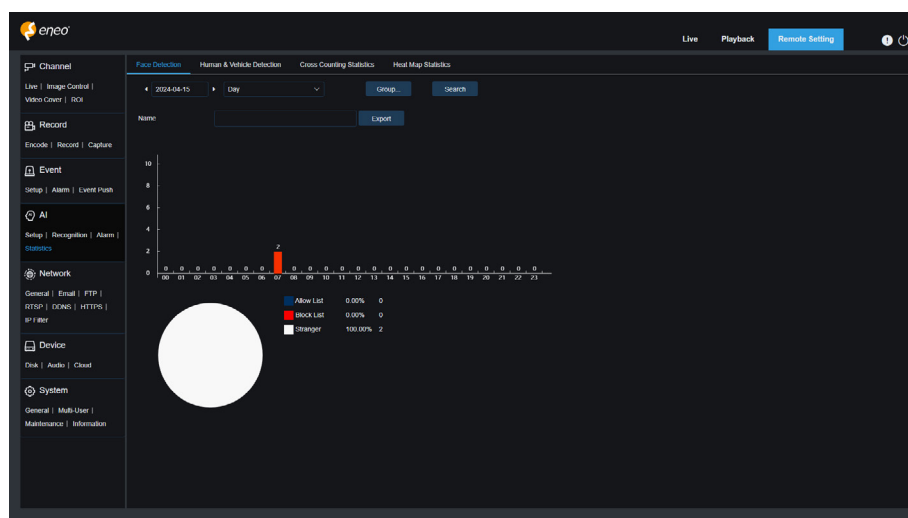 eneo
Live Playback Remote Setting
Channel
Live | Image Control |
Video Cover | ROI
Record
Encode | Record | Capture
Event
Setup | Alarm | Event Push
AI
Setup | Recognition | Alarm |
Statistics
Network
General | Email | FTP |
RTSP | DDNS | HTTPS |
IP Filter
Device
Disk | Audio | Cloud
System
General | Multi-User |
Maintenance | Information
Face Detection Human & Vehicle Detection Cross Counting Statistics Heat Map Statistics
2024-04-15 Day Group... Search
Name Export
10
8
6
4
2
2
0 0 0 0 0 0 0 0 0 0 0 0 0 0 0 0 0 0 0 0 0 0 0
0
00 01 02 03 04 05 06 07 08 09 10 11 12 13 14 15 16 17 18 19 20 21 22 23
Allow List 0.00% 0
Block List 0.00% 0
Stranger 100.00% 2